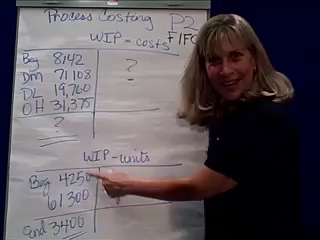 Process Costing P2
WIP - costs FIFO
Beg 8,142 ?
DM 71,108
DL 19,760
OH 31,375
?
WIP - units
Beg 4250
61300
End 3400